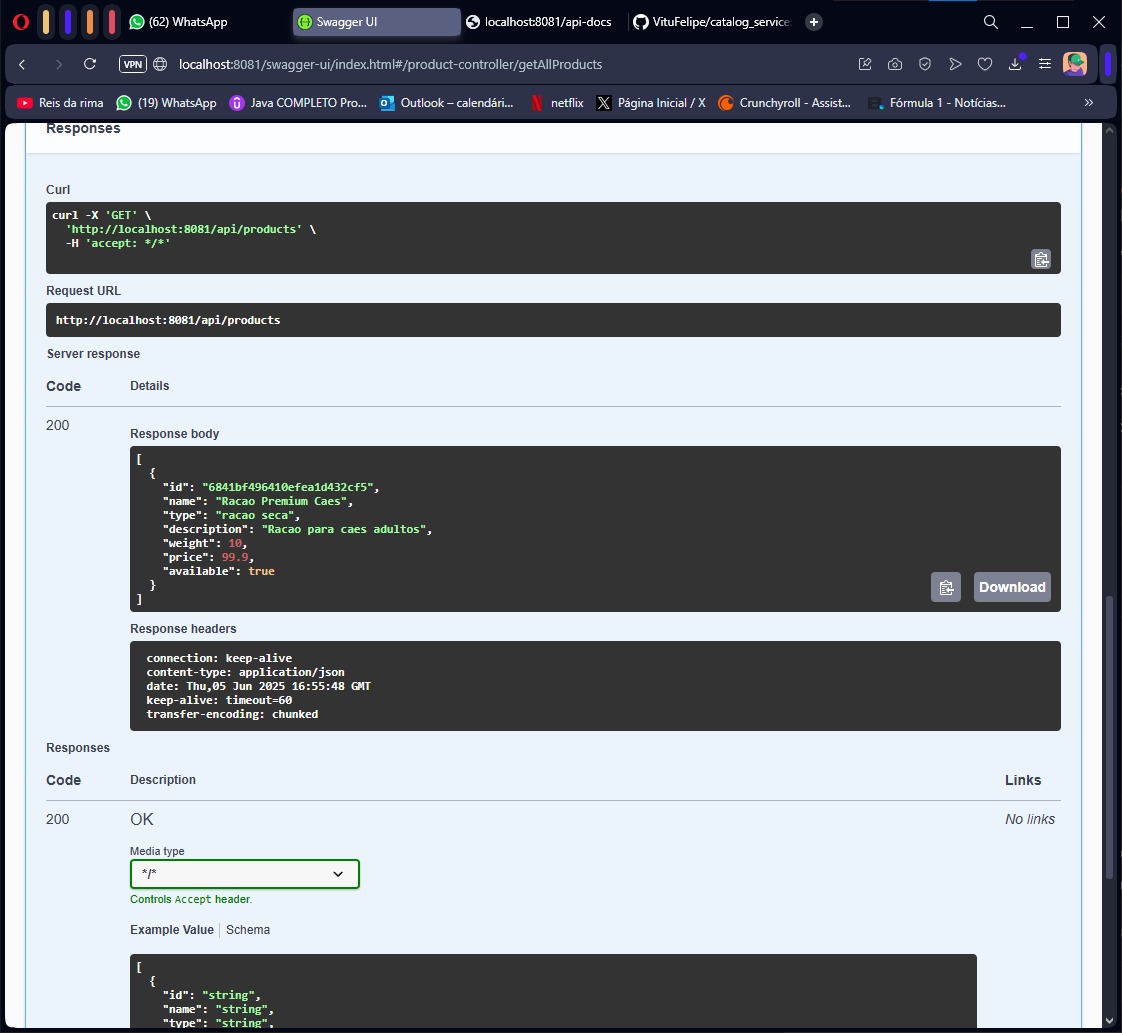 (62) WhatsApp
Swagger UI
localhost:8081/api-docs
VituFelipe/catalog_service
VPN
localhost:8081/swagger-ui/index.html#/product-controller/getAllProducts
Reis da rima
(19) WhatsApp
Java COMPLETO Pro...
Outlook – calendári...
netflix
Página Inicial / X
Crunchyroll - Assist...
Fórmula 1 - Notícias...
»
Responses
Curl
curl -X 'GET' \
'http://localhost:8081/api/products' \
-H 'accept: */*'
Request URL
http://localhost:8081/api/products
Server response
Code Details
200
Response body
[
{
"id": "6841bf496410efea1d432cf5",
"name": "Racao Premium Caes",
"type": "racao seca",
"description": "Racao para caes adultos",
"weight": 10,
"price": 99.9,
"available": true
}
]
Download
Response headers
connection: keep-alive
content-type: application/json
date: Thu,05 Jun 2025 16:55:48 GMT
keep-alive: timeout=60
transfer-encoding: chunked
Responses
Code Description Links
200 OK No links
Media type
*/*
Controls Accept header.
Example Value Schema
[
{
"id": "string",
"name": "string",
"type": "string",